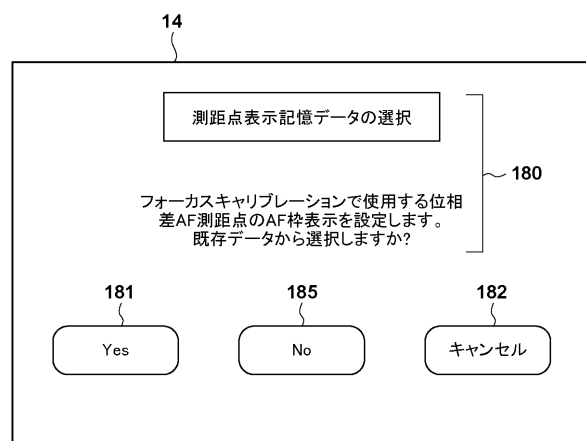 14
測距点表示記憶データの選択
フォーカスキャリブレーションで使用する位相
差AF測距点のAF枠表示を設定します。
既存データから選択しますか?
180
181
185
182
Yes
No
キャンセル